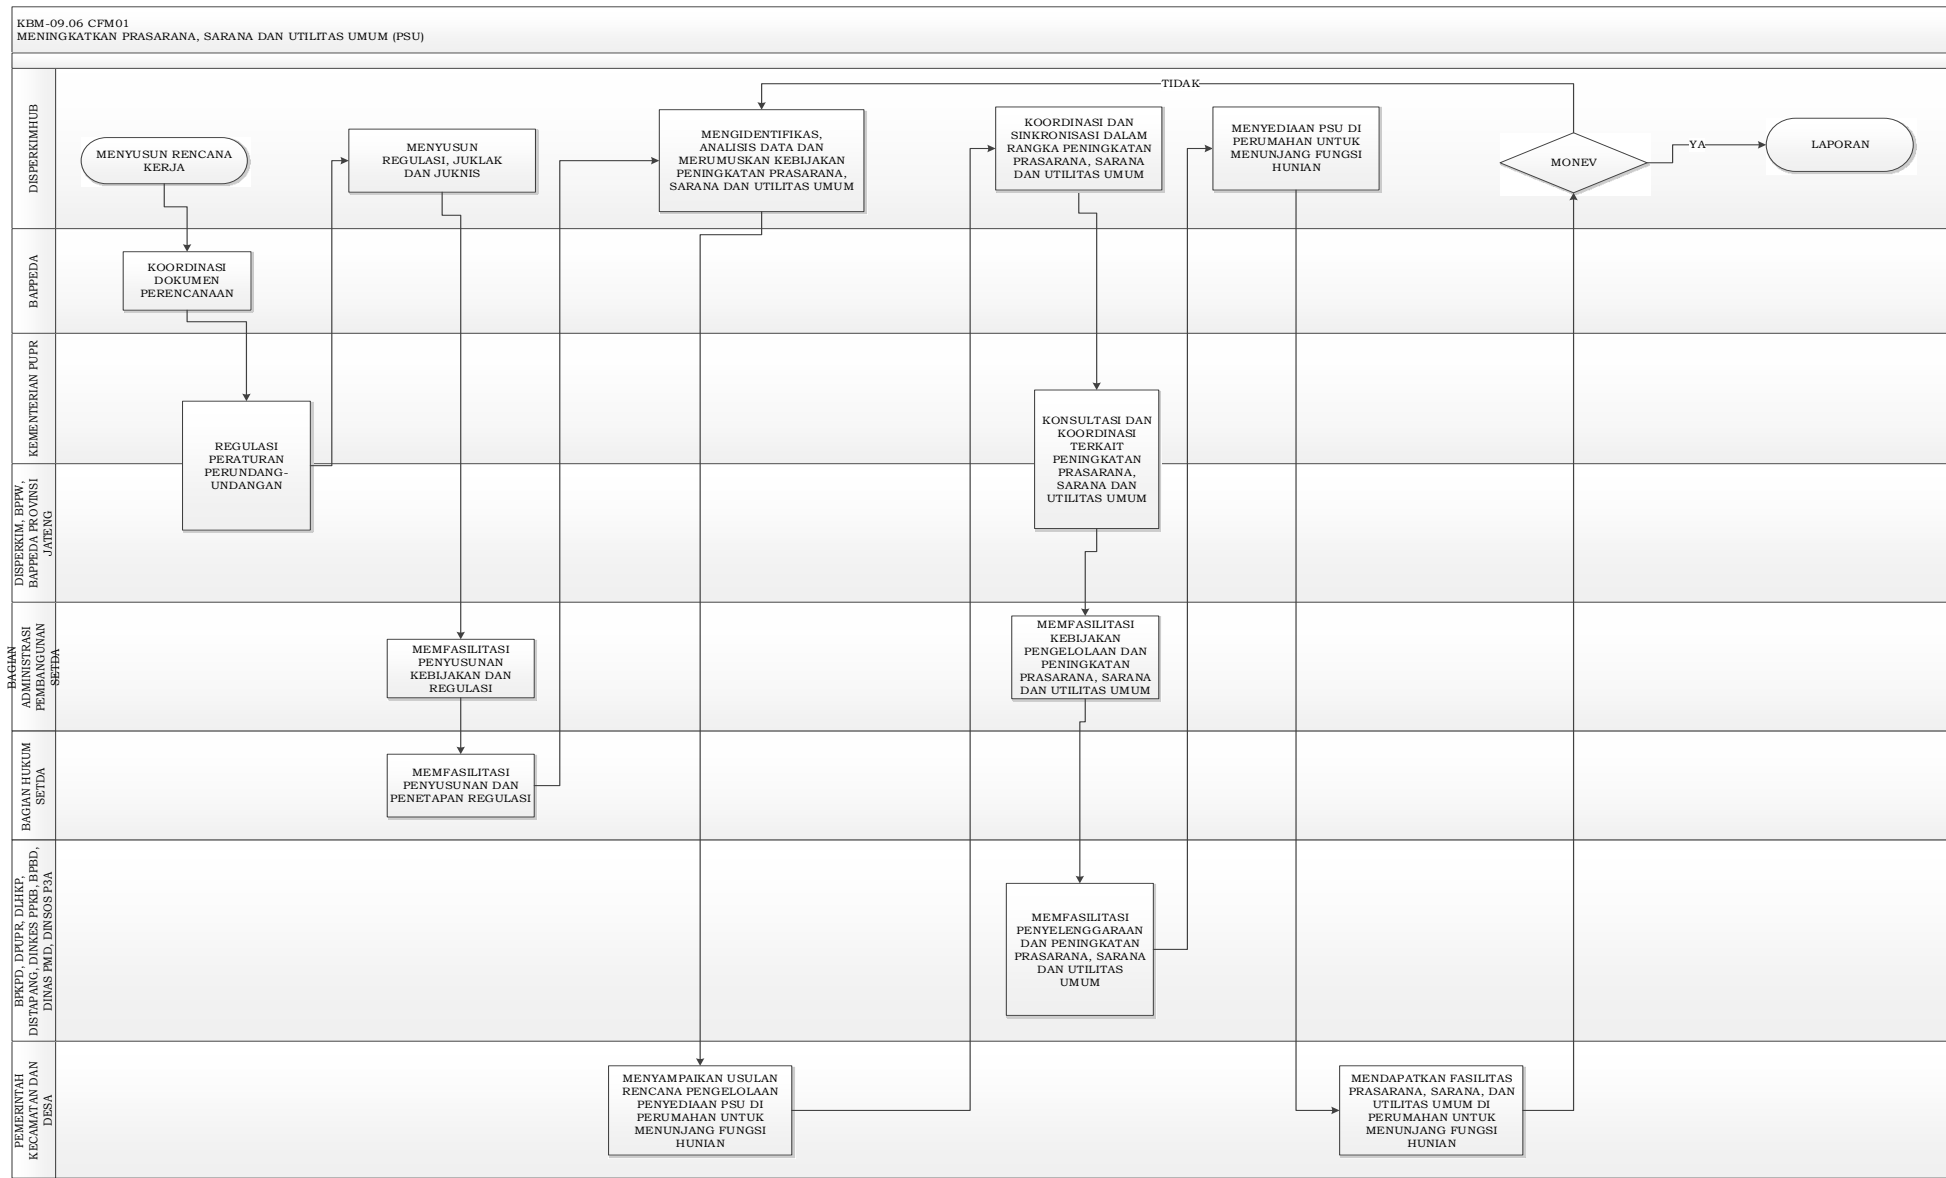 KBM-09.06 CFM01
MENINGKATKAN PRASARANA, SARANA DAN UTILITAS UMUM (PSU)
DISPERKIMHUB
MENYUSUN RENCANA
KERJA
MENYUSUN
REGULASI, JUKLAK
DAN JUKNIS
MENGIDENTIFIKAS,
ANALISIS DATA DAN
MERUMUSKAN KEBIJAKAN
PENINGKATAN PRASARANA,
SARANA DAN UTILITAS UMUM
KOORDINASI DAN
SINKRONISASI DALAM
RANGKA PENINGKATAN
PRASARANA, SARANA
DAN UTILITAS UMUM
MENYEDIAAN PSU DI
PERUMAHAN UNTUK
MENUNJANG FUNGSI
HUNIAN
TIDAK
MONEV
YA
LAPORAN
BAPPEDA
KOORDINASI
DOKUMEN
PERENCANAAN
KEMENTERIAN PUPR
REGULASI
PERATURAN
PERUNDANG-
UNDANGAN
KONSULTASI DAN
KOORDINASI
TERKAIT
PENINGKATAN
PRASARANA,
SARANA DAN
UTILITAS UMUM
DISPERKIM, BPPW,
BAPPEDA PROVINSI
JATENG
BAGIAN
ADMINISTRASI
PEMBANGUNAN
SETDA
MEMFASILITASI
PENYUSUNAN
KEBIJAKAN DAN
REGULASI
MEMFASILITASI
KEBIJAKAN
PENGELOLAAN DAN
PENINGKATAN
PRASARANA, SARANA
DAN UTILITAS UMUM
BAGIAN HUKUM
SETDA
MEMFASILITASI
PENYUSUNAN DAN
PENETAPAN REGULASI
BPKPD, DPUPR, DLHKP,
DISTAPANG, DINKES PPKB, BPBD,
DINAS PMD, DINSOS P3A
MEMFASILITASI
PENYELENGGARAAN
DAN PENINGKATAN
PRASARANA, SARANA
DAN UTILITAS
UMUM
PEMERINTAH
KECAMATAN DAN
DESA
MENYAMPAIKAN USULAN
RENCANA PENGELOLAAN
PENYEDIAAN PSU DI
PERUMAHAN UNTUK
MENUNJANG FUNGSI
HUNIAN
MENDAPATKAN FASILITAS
PRASARANA, SARANA, DAN
UTILITAS UMUM DI
PERUMAHAN UNTUK
MENUNJANG FUNGSI
HUNIAN